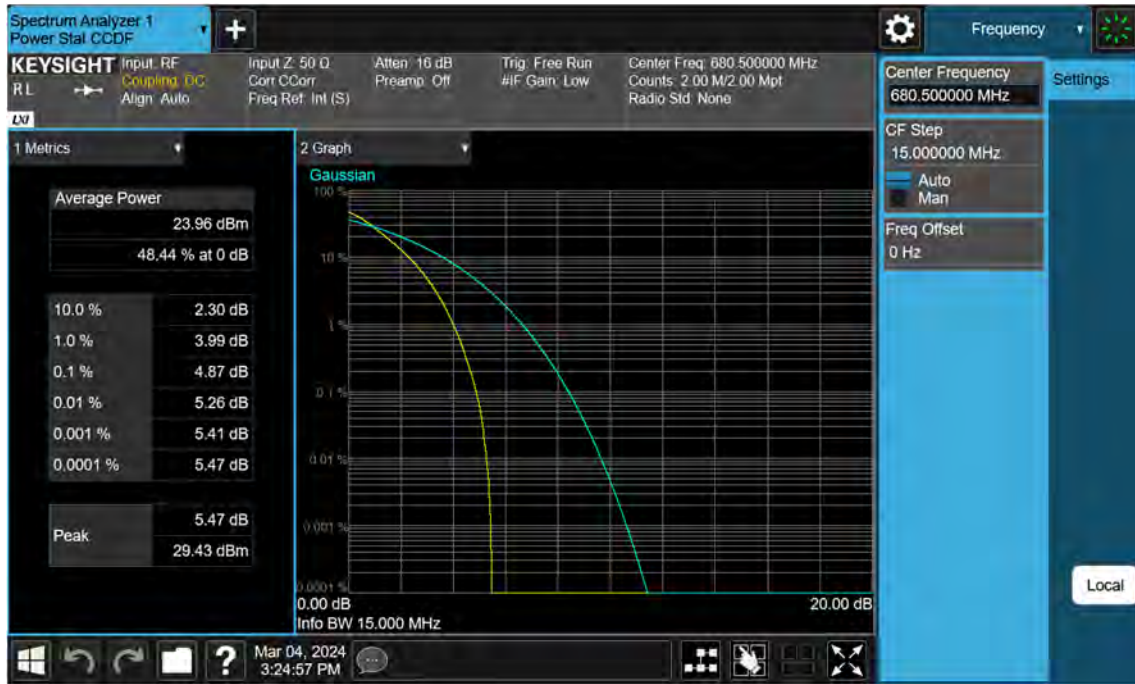 Spectrum Analyzer 1
Power Stat CCDF
Frequency
KEYSIGHT
RL
LXI
Input: RF
Coupling: DC
Align: Auto
Input Z: 50 Ω
Corr CCorr
Freq Ref: Int (S)
Atten: 16 dB
Preamp: Off
Trig: Free Run
#IF Gain: Low
Center Freq: 680.500000 MHz
Counts: 2.00 M/2.00 Mpt
Radio Std: None
Center Frequency
680.500000 MHz
Settings
CF Step
15.000000 MHz
Auto
Man
Freq Offset
0 Hz
Local
1 Metrics
Average Power
23.96 dBm
48.44 % at 0 dB
10.0 % 2.30 dB
1.0 % 3.99 dB
0.1 % 4.87 dB
0.01 % 5.26 dB
0.001 % 5.41 dB
0.0001 % 5.47 dB
Peak
5.47 dB
29.43 dBm
2 Graph
Gaussian
100 %
10 %
1 %
0.1 %
0.01 %
0.001 %
0.0001 %
0.00 dB 20.00 dB
Info BW 15.000 MHz
Mar 04, 2024
3:24:57 PM